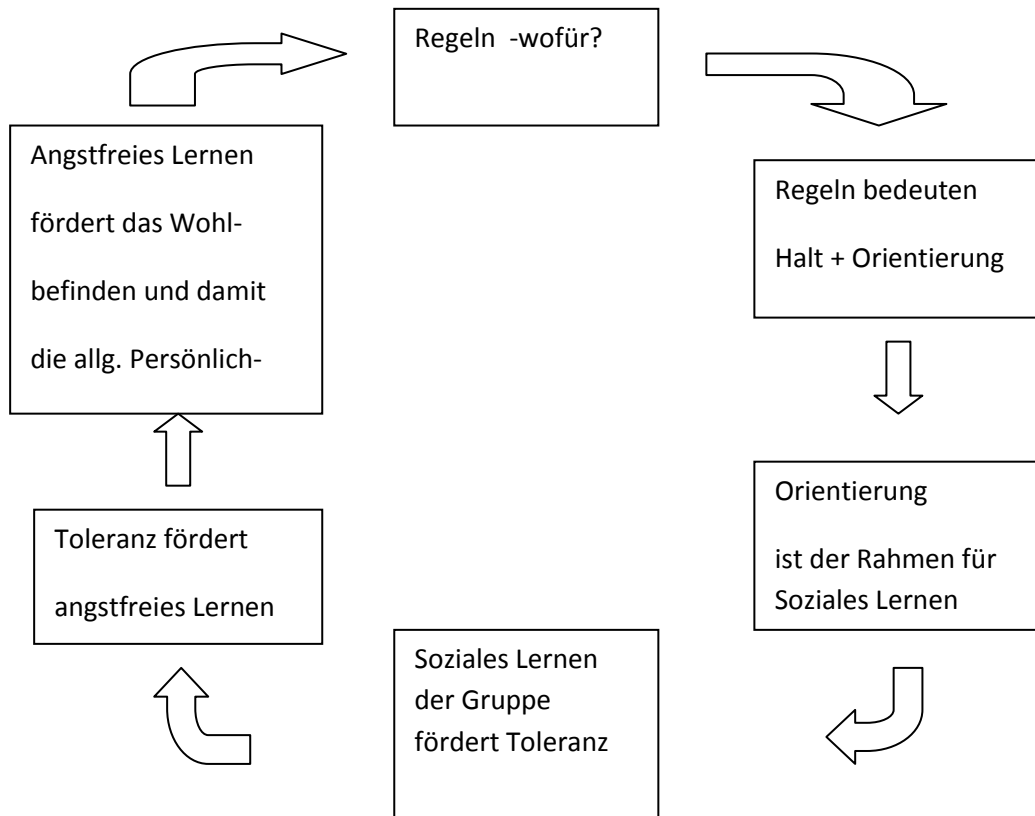 Regeln -wofür?
Regeln bedeuten
Halt + Orientierung
Orientierung
ist der Rahmen für
Soziales Lernen
Soziales Lernen
der Gruppe
fördert Toleranz
Toleranz fördert
angstfreies Lernen
Angstfreies Lernen
fördert das Wohl-
befinden und damit
die allg. Persönlich-